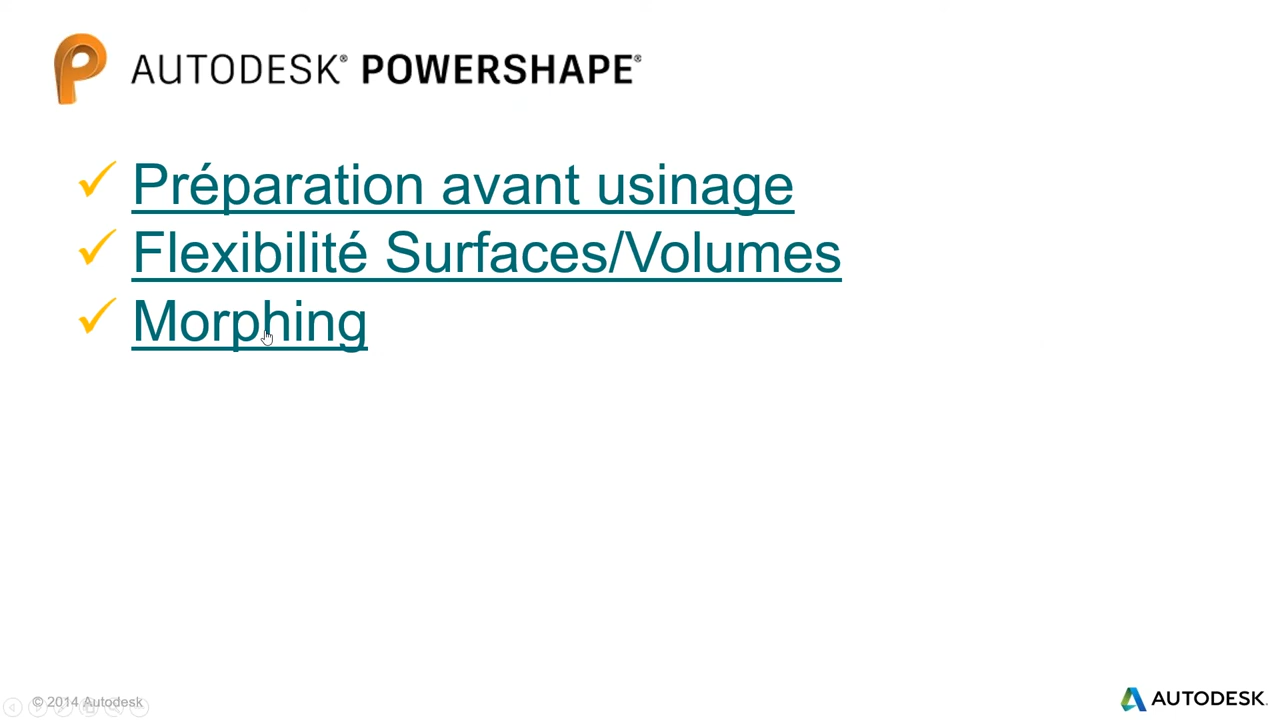 AUTODESK® POWERSHAPE®
Préparation avant usinage
Flexibilité Surfaces/Volumes
Morphing
© 2014 Autodesk
AUTODESK.